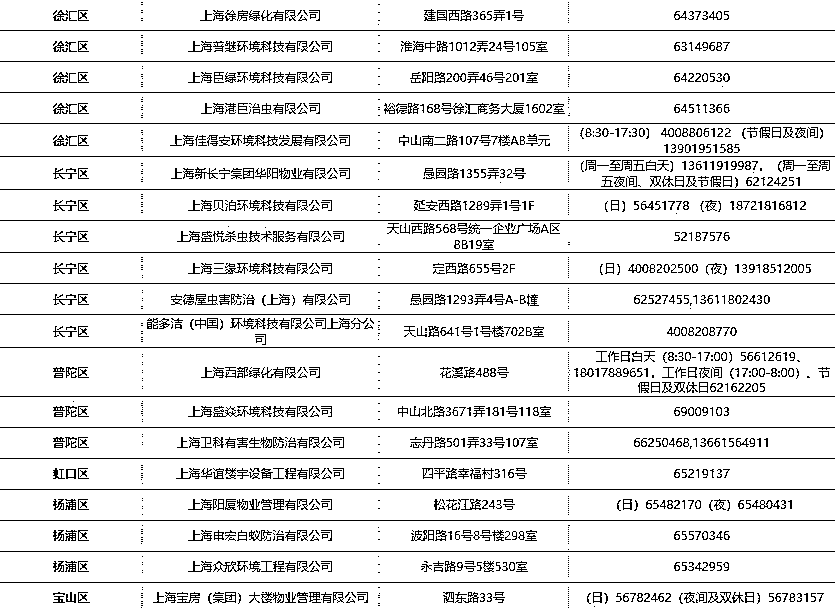 徐汇区 上海徐房绿化有限公司 建国西路365弄1号 64373405
徐汇区 上海普继环境科技有限公司 淮海中路1012弄24号105室 63149687
徐汇区 上海臣绿环境科技有限公司 岳阳路200弄46号201室 64220530
徐汇区 上海港巨治虫有限公司 裕德路168号徐汇商务大厦1602室 64511366
徐汇区 上海佳得安环境科技发展有限公司 中山南二路107号7楼AB单元 (8:30-17:30) 4008806122 (节假日及夜间)
13901951585
长宁区 上海新长宁集团华阳物业有限公司 愚园路1355弄32号 (周一至周五白天) 13611919987, (周一至周
五夜间、双休日及节假日) 62124251
长宁区 上海贝泊环境科技有限公司 延安西路1289弄1号1F (日) 56451778 (夜) 18721816812
长宁区 上海盛悦杀虫技术服务有限公司 天山西路568号统一企业广场A区
8B19室 52187576
长宁区 上海三缘环境科技有限公司 定西路655号2F (日) 4008202500 (夜) 13918512005
长宁区 安德屋虫害防治 (上海) 有限公司 愚园路1293弄4号A-B幢 62527455,13611802430
长宁区 能多洁 (中国) 环境科技有限公司上海分公
司 天山路641号1号楼702B室 4008208770
普陀区 上海西部绿化有限公司 花溪路488号 工作日白天 (8:30-17:00) 56612619、
18017889651, 工作日夜间 (17:00-8:00) 、节
假日及双休日62162205
普陀区 上海盛焱环境科技有限公司 中山北路3671弄181号118室 69009103
普陀区 上海卫科有害生物防治有限公司 志丹路501弄33号107室 66250468,13661564911
虹口区 上海华谊楼宇设备工程有限公司 四平路幸福村316号 65219137
杨浦区 上海阳厦物业管理有限公司 松花江路243号 (日) 65482170 (夜) 65480431
杨浦区 上海申宏白蚁防治有限公司 波阳路16号8号楼298室 65570346
杨浦区 上海众欣环境工程有限公司 永吉路9号5楼530室 65342959
宝山区 上海宝房 (集团) 大楼物业管理有限公司 泗东路33号 (日) 56782462 (夜间及双休日) 56783157